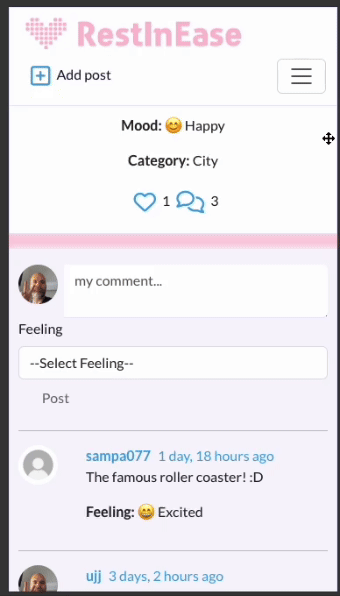 RestInEase
Add post
Mood: 😊 Happy
Category: City
1 3
my comment...
Feeling
--Select Feeling--
Post
sampa077 1 day, 18 hours ago
The famous roller coaster! :D
Feeling: 😄 Excited
ujj 3 days, 2 hours ago